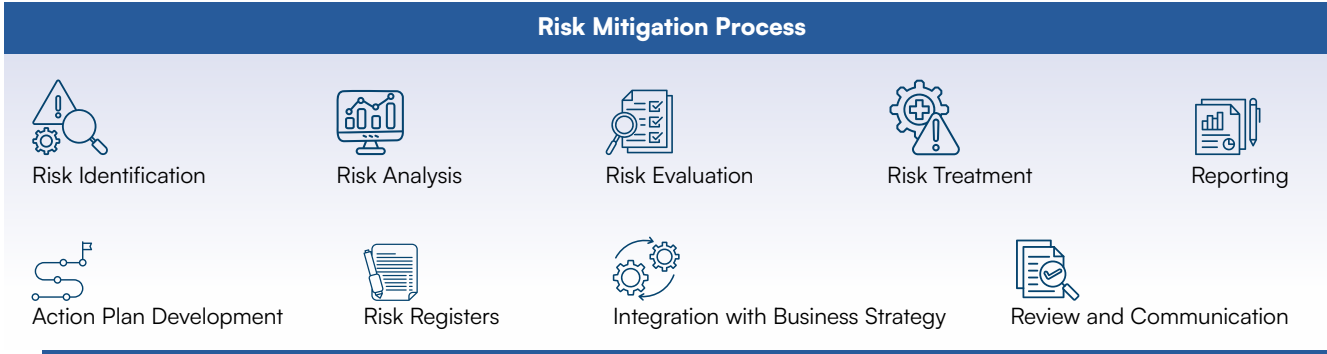 Risk Mitigation Process
Risk Identification
Risk Analysis
Risk Evaluation
Risk Treatment
Reporting
Action Plan Development
Risk Registers
Integration with Business Strategy
Review and Communication